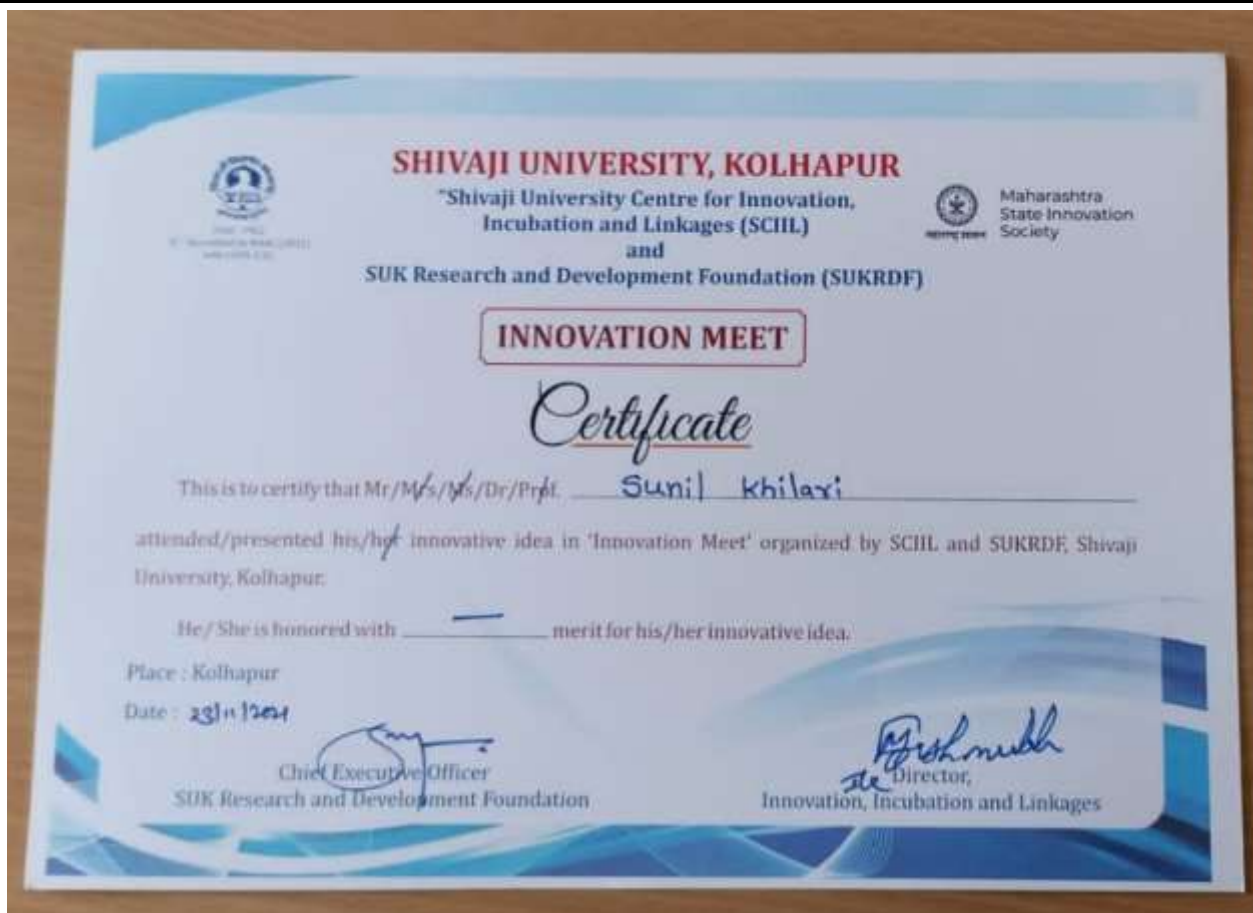 SHIVAJI UNIVERSITY, KOLHAPUR
"Shivaji University Centre for Innovation,
Incubation and Linkages (SCIIL)
and
SUK Research and Development Foundation (SUKRDF)
Maharashtra
State Innovation
Society
INNOVATION MEET
Certificate
This is to certify that Mr/Mrs/Ms/Dr/Prof. Sunil Khilari
attended/presented his/her innovative idea in 'Innovation Meet' organized by SCIIL and SUKRDF, Shivaji
University, Kolhapur.
He/ She is honored with — merit for his/her innovative idea.
Place : Kolhapur
Date : 23/11/2021
Chief Executive Officer
SUK Research and Development Foundation
Director,
Innovation, Incubation and Linkages